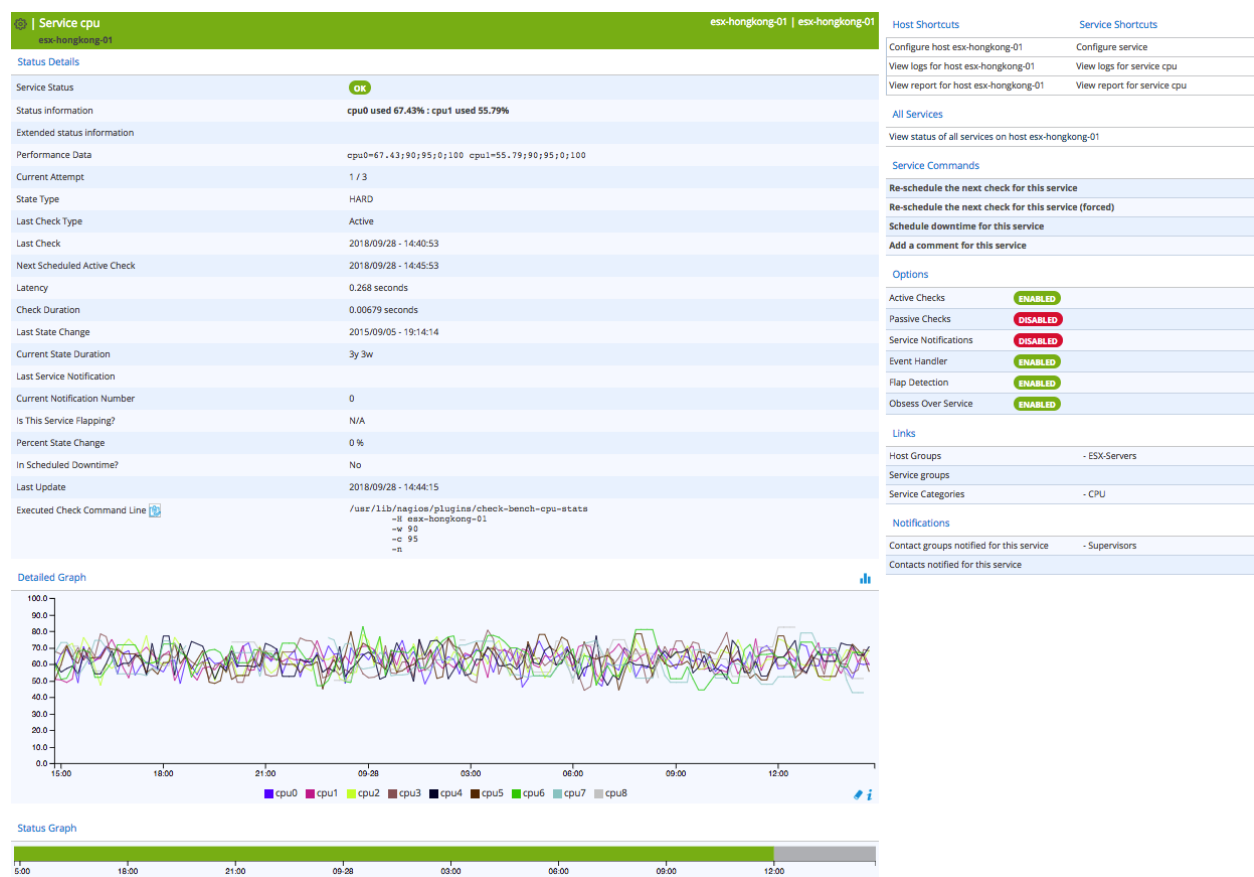 | Service cpu
esx-hongkong-01 | esx-hongkong-01
esx-hongkong-01
Status Details
Service Status OK
Status information cpu0 used 67.43% : cpu1 used 55.79%
Extended status information
Performance Data cpu0=67.43;90;95;0;100 cpu1=55.79;90;95;0;100
Current Attempt 1 / 3
State Type HARD
Last Check Type Active
Last Check 2018/09/28 - 14:40:53
Next Scheduled Active Check 2018/09/28 - 14:45:53
Latency 0.268 seconds
Check Duration 0.00679 seconds
Last State Change 2015/09/05 - 19:14:14
Current State Duration 3y 3w
Last Service Notification
Current Notification Number 0
Is This Service Flapping? N/A
Percent State Change 0 %
In Scheduled Downtime? No
Last Update 2018/09/28 - 14:44:15
Executed Check Command Line /usr/lib/nagios/plugins/check-bench-cpu-stats
-H esx-hongkong-01
-w 90
-c 95
-n
Detailed Graph
100.0
90.0
80.0
70.0
60.0
50.0
40.0
30.0
20.0
10.0
0.0
15:00 18:00 21:00 09-28 03:00 06:00 09:00 12:00
cpu0 cpu1 cpu2 cpu3 cpu4 cpu5 cpu6 cpu7 cpu8
Status Graph
5:00 18:00 21:00 09-28 03:00 06:00 09:00 12:00
Host Shortcuts Service Shortcuts
Configure host esx-hongkong-01 Configure service
View logs for host esx-hongkong-01 View logs for service cpu
View report for host esx-hongkong-01 View report for service cpu
All Services
View status of all services on host esx-hongkong-01
Service Commands
Re-schedule the next check for this service
Re-schedule the next check for this service (forced)
Schedule downtime for this service
Add a comment for this service
Options
Active Checks ENABLED
Passive Checks DISABLED
Service Notifications DISABLED
Event Handler ENABLED
Flap Detection ENABLED
Obsess Over Service ENABLED
Links
Host Groups - ESX-Servers
Service groups
Service Categories - CPU
Notifications
Contact groups notified for this service - Supervisors
Contacts notified for this service